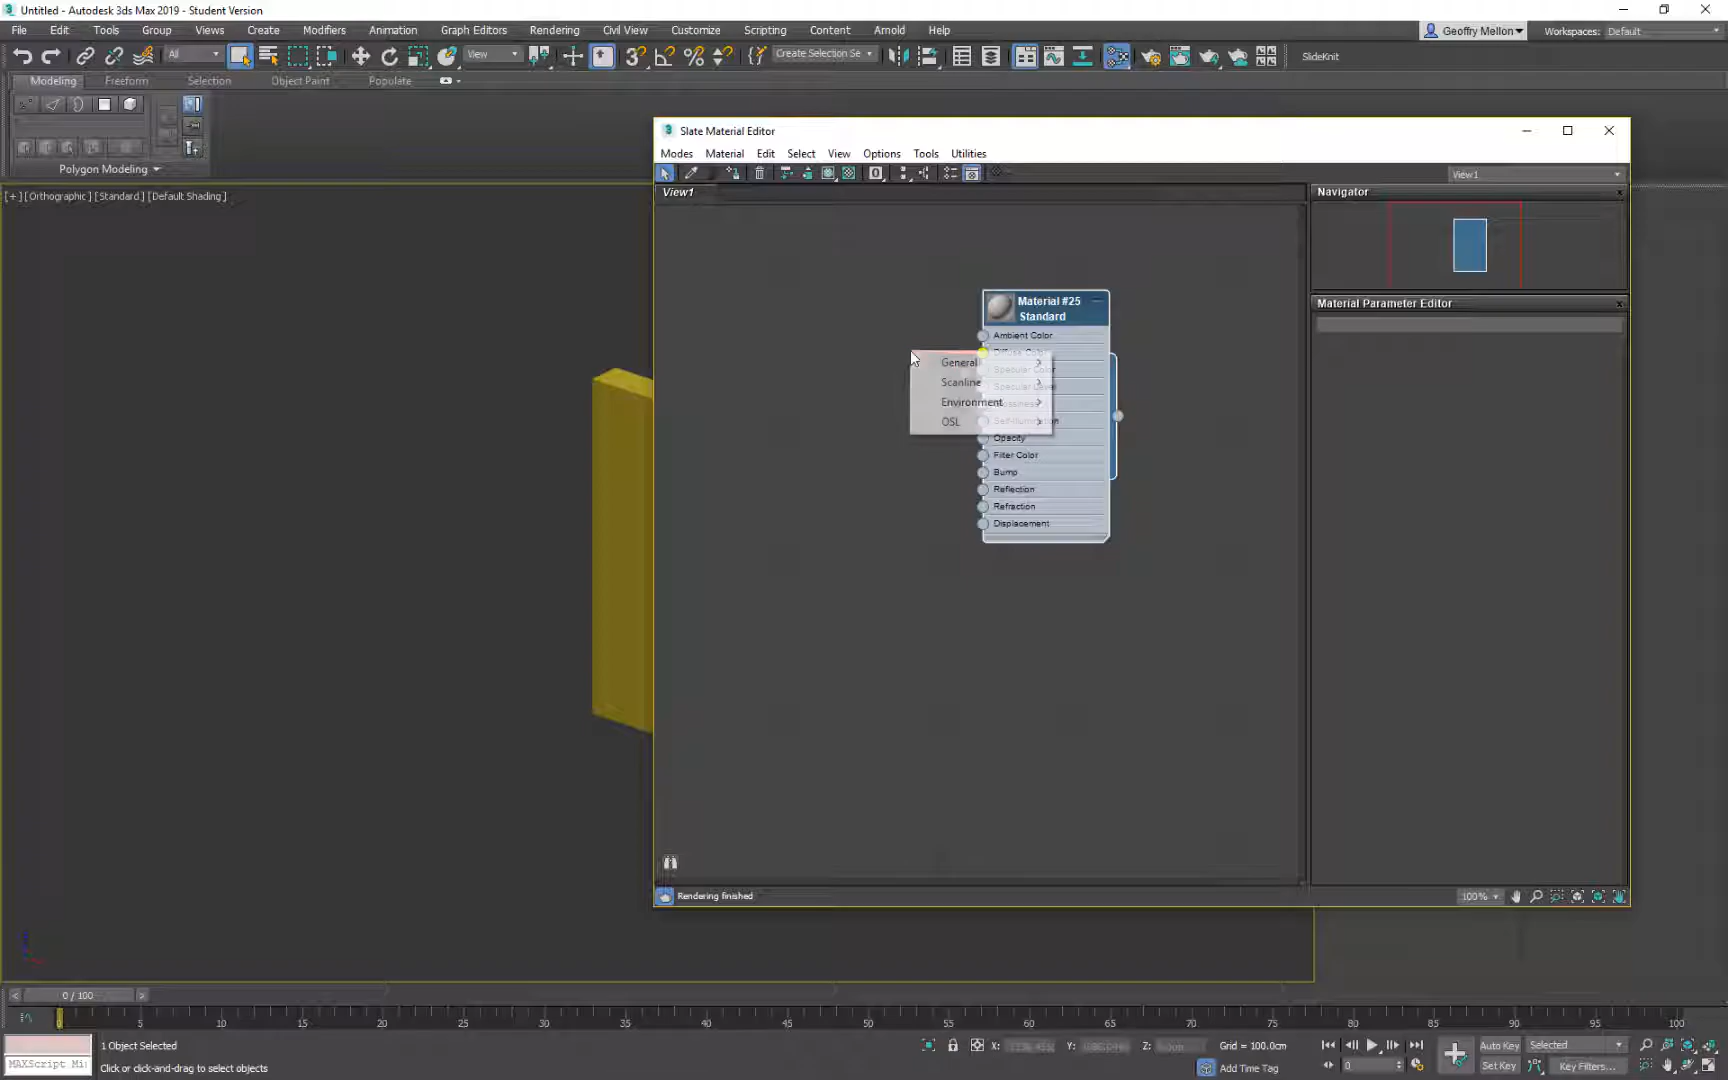 Untitled - Autodesk 3ds Max 2019 - Student Version
File Edit Tools Group Views Create Modifiers Animation Graph Editors Rendering Civil View Customize Scripting Content Arnold Help
Geoffry Mellon Workspaces: Default
All View Create Selection Se SlideKnit
Modeling Freeform Selection Object Paint Populate
Polygon Modeling
[+] [Orthographic] [Standard] [Default Shading]
Slate Material Editor
Modes Material Edit Select View Options Tools Utilities
View1
View1
Navigator
Material #25
Standard
Material Parameter Editor
Ambient Color
Diffuse Color
General
Specular Color
Scanline
Specular Level
Environment
OSL
Self-Illumination
Opacity
Filter Color
Bump
Reflection
Refraction
Displacement
Rendering finished
100%
0 / 100
0 5 10 15 20 25 30 35 40 45 50 55 60 65 70 75 80 85 90 95 100
1 Object Selected
X: Y: Z: Grid = 100.0cm
Auto Key Selected
MAXScript Mi
Click or click-and-drag to select objects
Add Time Tag
0
Set Key Key Filters...